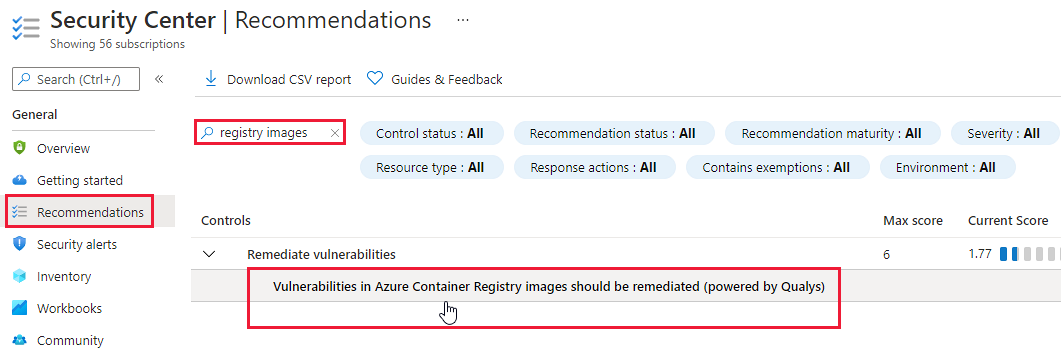 Security Center | Recommendations ...
Showing 56 subscriptions
Search (Ctrl+/) «
Download CSV report Guides & Feedback
General
registry images × Control status : All Recommendation status : All Recommendation maturity : All Severity : All
Overview
Resource type : All Response actions : All Contains exemptions : All Environment : All
Getting started
Recommendations
Controls Max score Current Score
Security alerts
Remediate vulnerabilities 6 1.77
Inventory
Vulnerabilities in Azure Container Registry images should be remediated (powered by Qualys)
Workbooks
Community